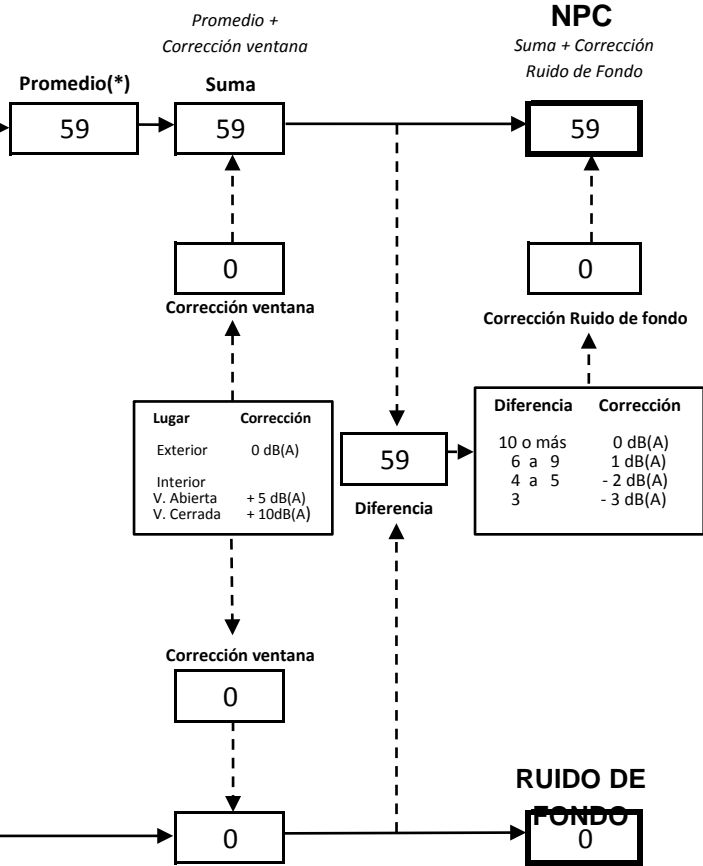 Promedio +
Corrección ventana
NPC
Suma + Corrección
Ruido de Fondo
Promedio(*)
Suma
59
59
59
0
0
Corrección ventana
Corrección Ruido de fondo
Lugar Corrección
Exterior 0 dB(A)
Interior
V. Abierta + 5 dB(A)
V. Cerrada + 10dB(A)
59
Diferencia
Diferencia Corrección
10 o más 0 dB(A)
6 a 9 1 dB(A)
4 a 5 - 2 dB(A)
3 - 3 dB(A)
Corrección ventana
0
RUIDO DE
FONDO
0
0